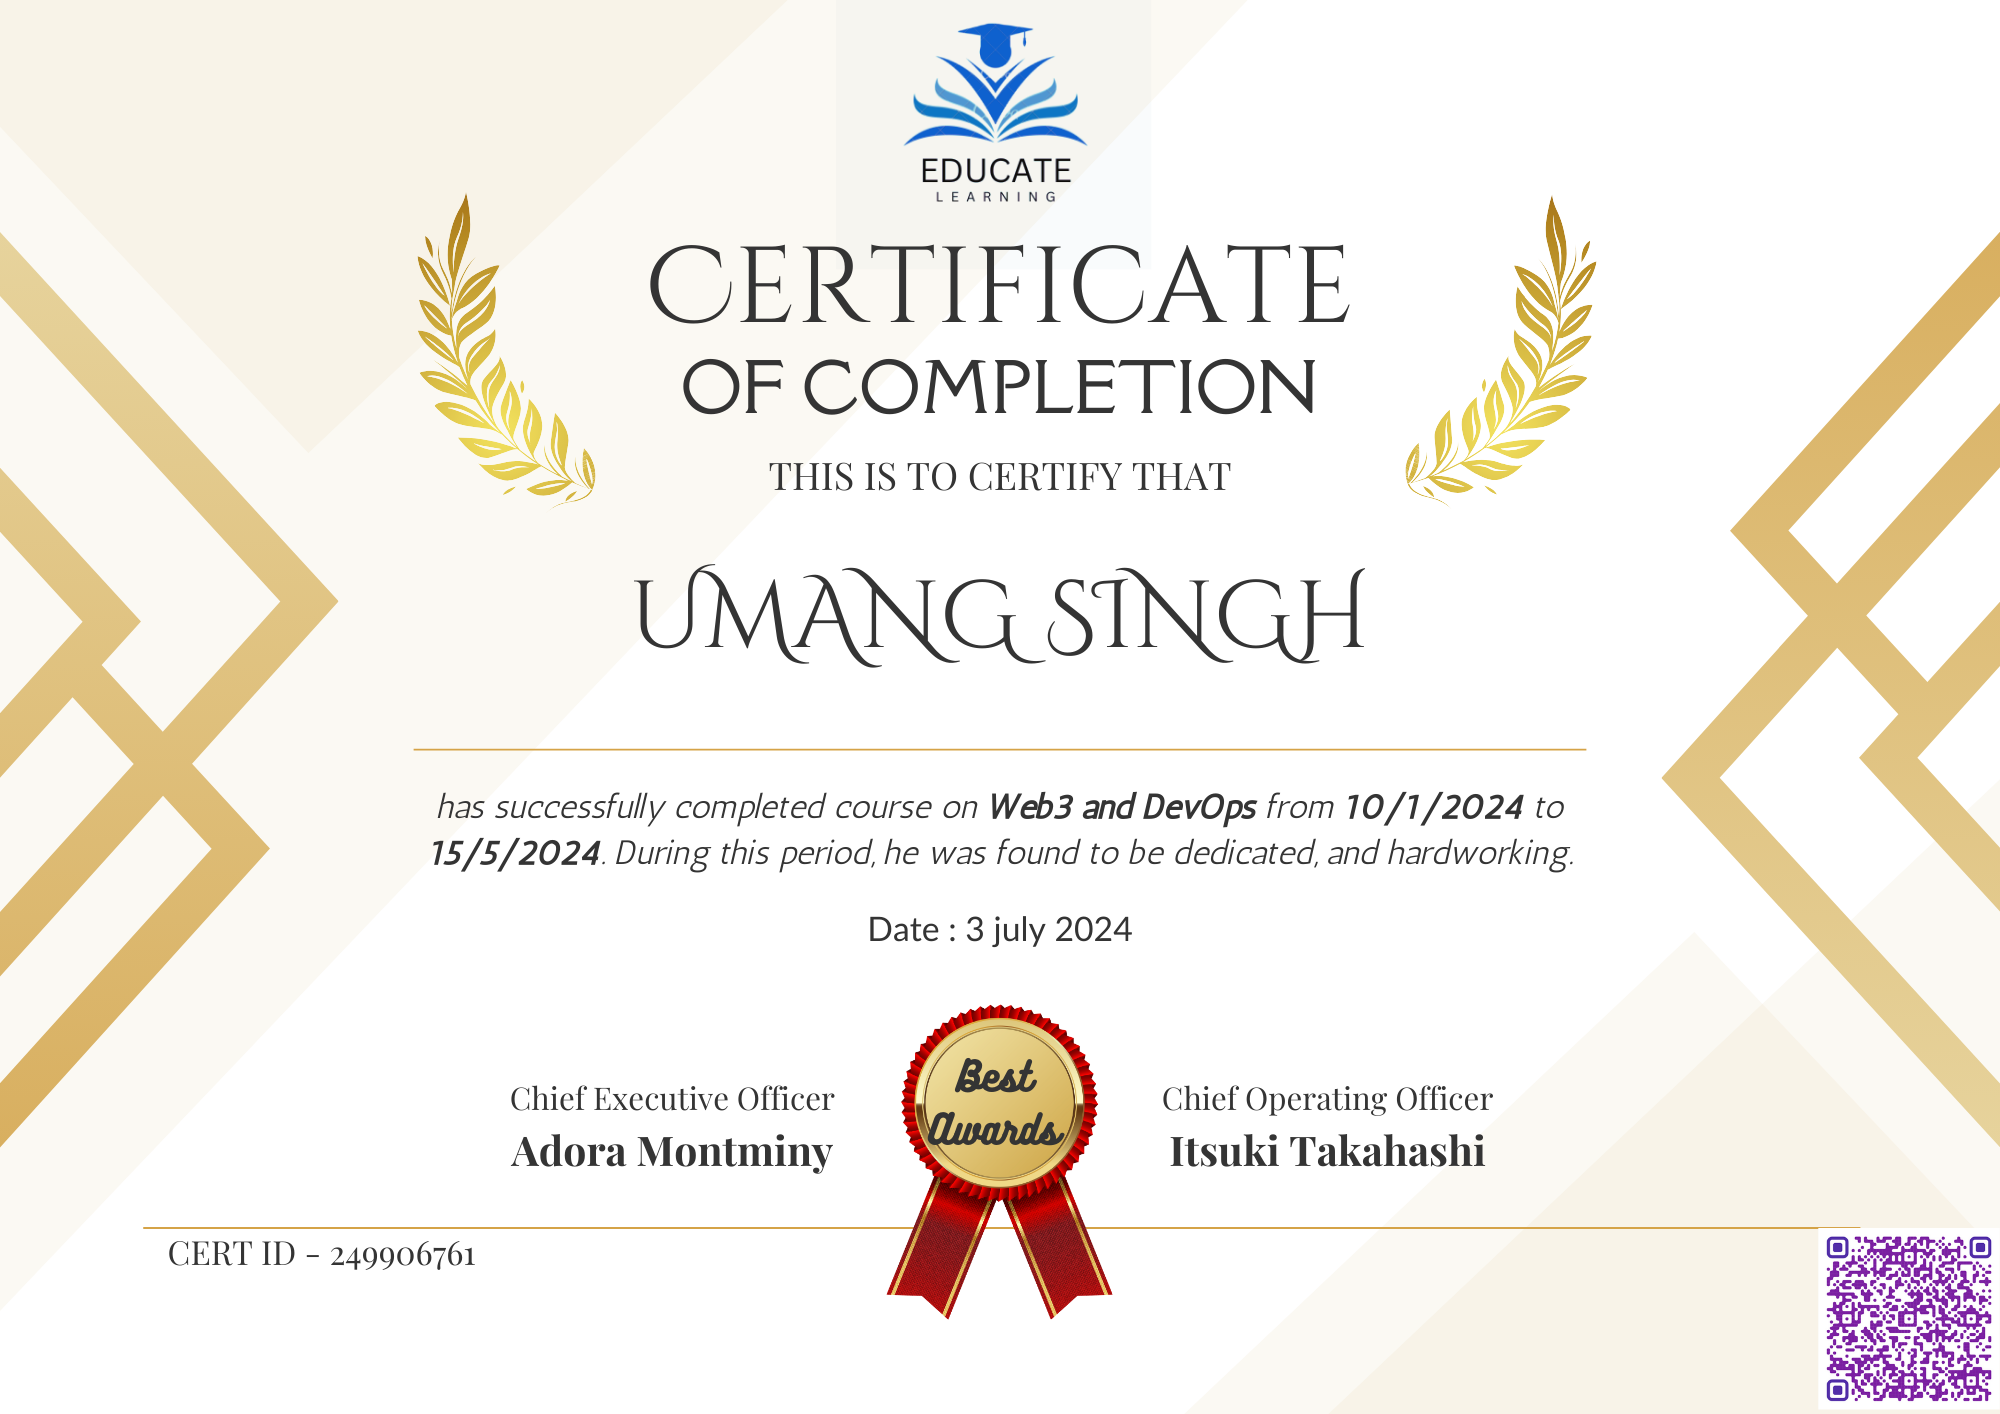 EDUCATE
LEARNING
CERTIFICATE
OF COMPLETION
THIS IS TO CERTIFY THAT
UMANG SINGH
has successfully completed course on Web3 and DevOps from 10/1/2024 to
15/5/2024. During this period, he was found to be dedicated, and hardworking.
Date : 3 july 2024
Best
Awards
Chief Executive Officer
Adora Montminy
Chief Operating Officer
Itsuki Takahashi
CERT ID - 249906761